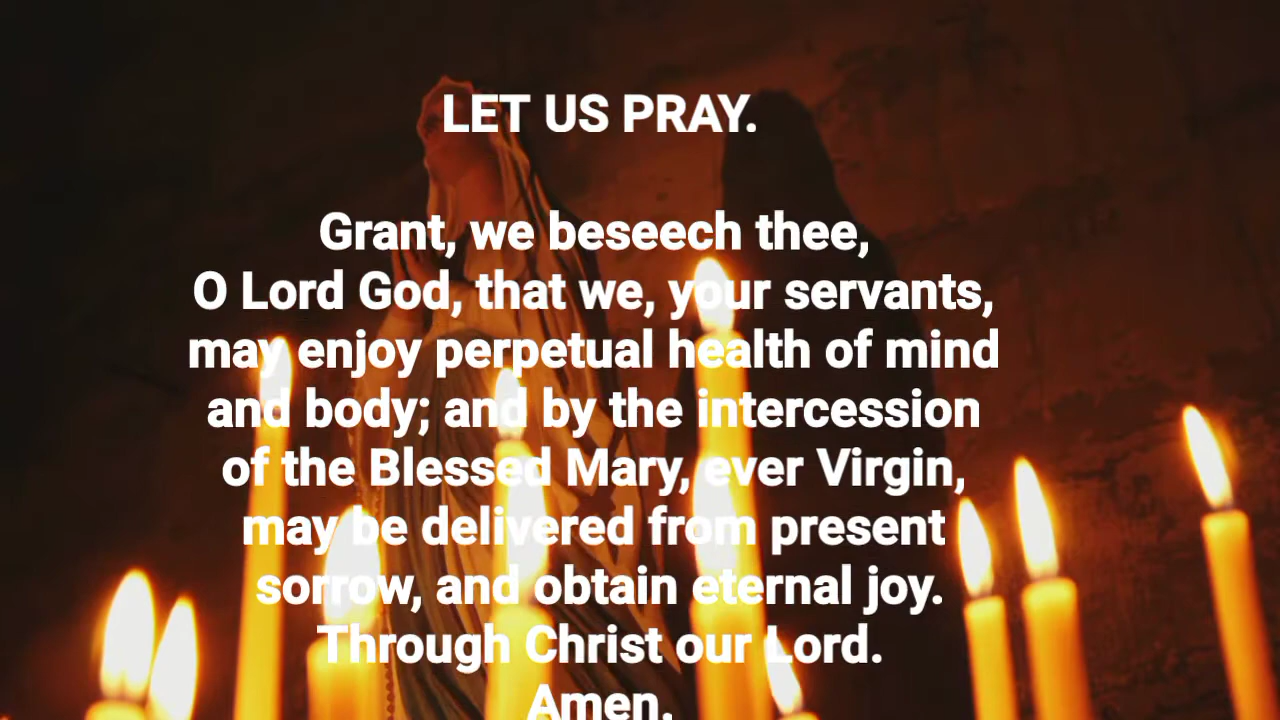 LET US PRAY.
Grant, we beseech thee,
O Lord God, that we, your servants,
may enjoy perpetual health of mind
and body; and by the intercession
of the Blessed Mary, ever Virgin,
may be delivered from present
sorrow, and obtain eternal joy.
Through Christ our Lord.
Amen.